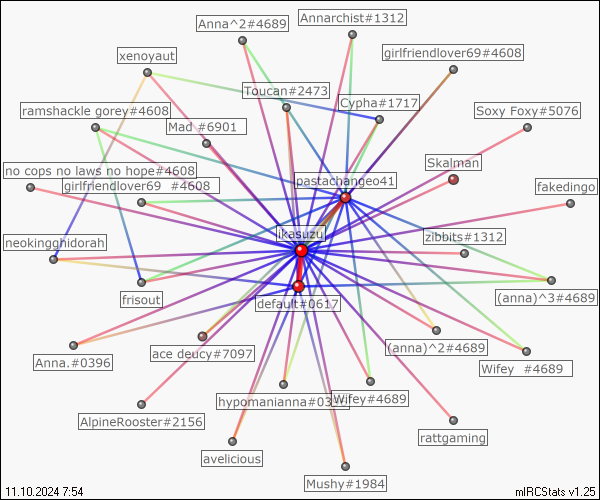 Anna^2#4689
Annarchist#1312
xenoyaut
girlfriendlover69#4608
Toucan#2473
Cypha#1717
ramshackle gorey#4608
Soxy Foxy#5076
Mad #6901
Skalman
no cops no laws no hope#4608
pastachangeo41
girlfriendlover69 #4608
fakedingo
ikasuzu
neokingghidorah
zibbits#1312
frisout
default#0617
(anna)^3#4689
Anna.#0396
ace deucy#7097
(anna)^2#4689
Wifey #4689
hypomanianna#03
Wifey#4689
AlpineRooster#2156
rattgaming
avelicious
Mushy#1984
11.10.2024 7:54
mIRCStats v1.25